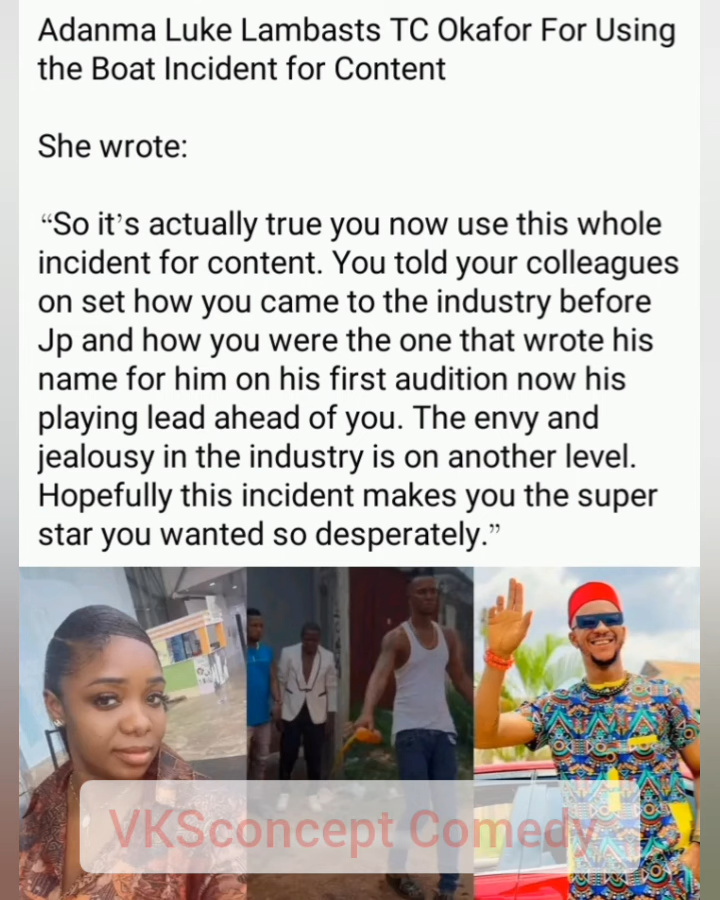 Adanma Luke Lambasts TC Okafor For Using
the Boat Incident for Content
She wrote:
“So it’s actually true you now use this whole
incident for content. You told your colleagues
on set how you came to the industry before
Jp and how you were the one that wrote his
name for him on his first audition now his
playing lead ahead of you. The envy and
jealousy in the industry is on another level.
Hopefully this incident makes you the super
star you wanted so desperately.”
VKSconcept Comedy